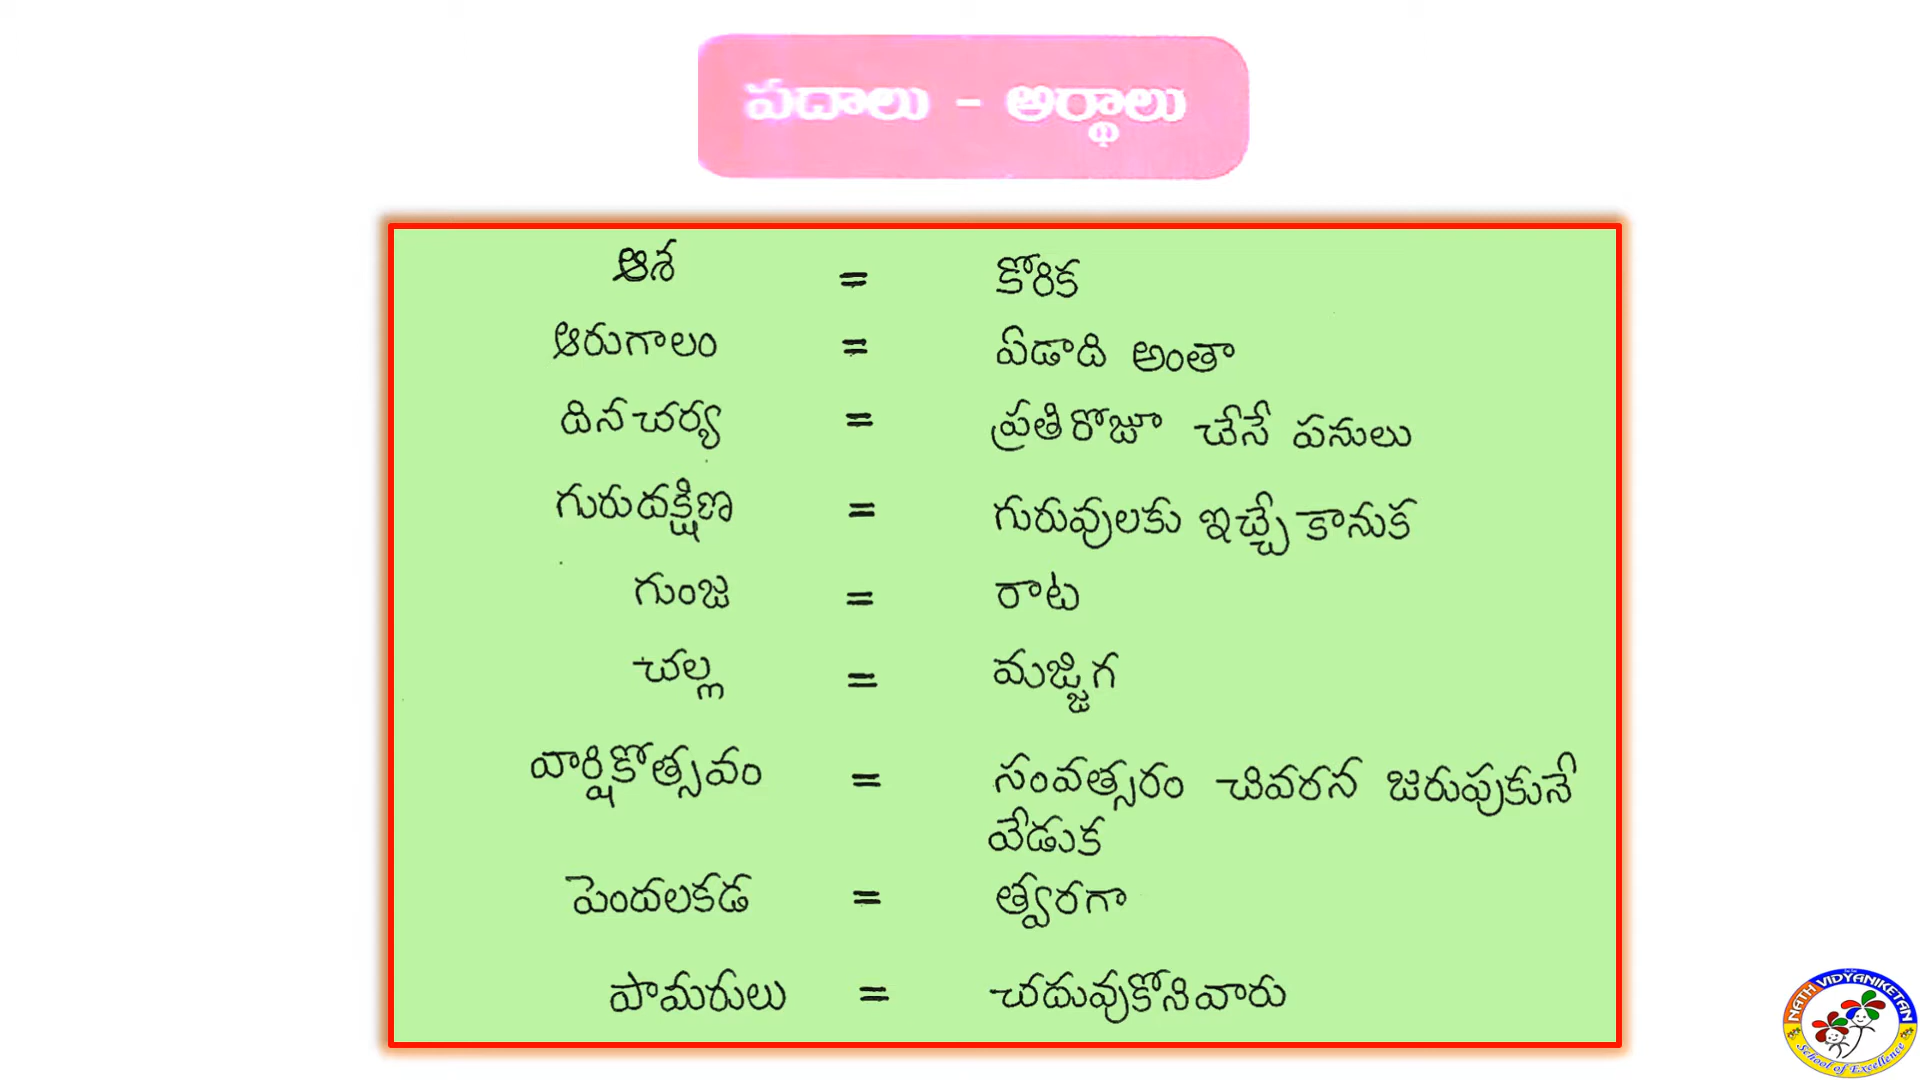 పదాలు - అర్థాలు
ఆశ = కోరిక
ఆరుగాలం = ఏడాది అంతా
దినచర్య = ప్రతిరోజూ చేసే పనులు
గురుదక్షిణ = గురువులకు ఇచ్చే కానుక
గుంజ = రాట
చల్ల = మజ్జిగ
వార్షికోత్సవం = సంవత్సరం చివరన జరుపుకునే
వేడుక
పెందలకడ = త్వరగా
పామరులు = చదువుకోనివారు
NATH VIDYANIKETAN
School of Excellence